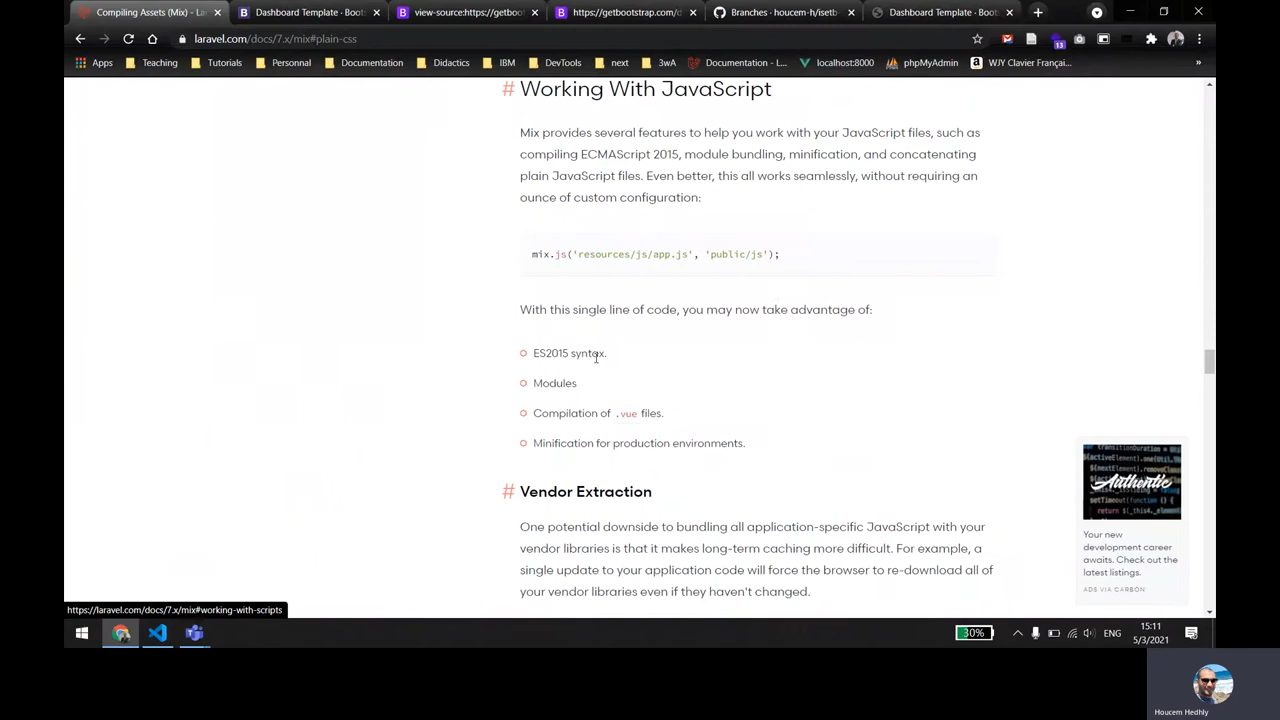 Compiling Assets (Mix) - L
Dashboard Template · Boots
view-source:https://getboot
https://getbootstrap.com/d
Branches · houcem-h/isetb
Dashboard Template · Boots
laravel.com/docs/7.x/mix#plain-css
13
Apps
Teaching
Tutorials
Personnal
Documentation
Didactics
IBM
DevTools
next
3wA
Documentation - L...
localhost:8000
phpMyAdmin
WJY Clavier Françai...
»
# Working With JavaScript
Mix provides several features to help you work with your JavaScript files, such as
compiling ECMAScript 2015, module bundling, minification, and concatenating
plain JavaScript files. Even better, this all works seamlessly, without requiring an
ounce of custom configuration:
mix.js('resources/js/app.js', 'public/js');
With this single line of code, you may now take advantage of:
ES2015 syntax.
Modules
Compilation of .vue files.
Minification for production environments.
# Vendor Extraction
One potential downside to bundling all application-specific JavaScript with your
vendor libraries is that it makes long-term caching more difficult. For example, a
single update to your application code will force the browser to re-download all of
your vendor libraries even if they haven't changed.
Authentic
Your new
development career
awaits. Check out the
latest listings.
ADS VIA CARBON
https://laravel.com/docs/7.x/mix#working-with-scripts
30%
ENG
15:11
5/3/2021
Houcem Hedhly